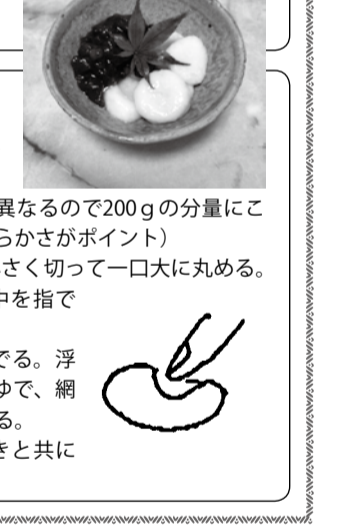 異なるので200ｇの分量にこ
らかさがポイント）
さく切って一口大に丸める。
中を指で
でる。浮
ゆで、網
る。
きと共に